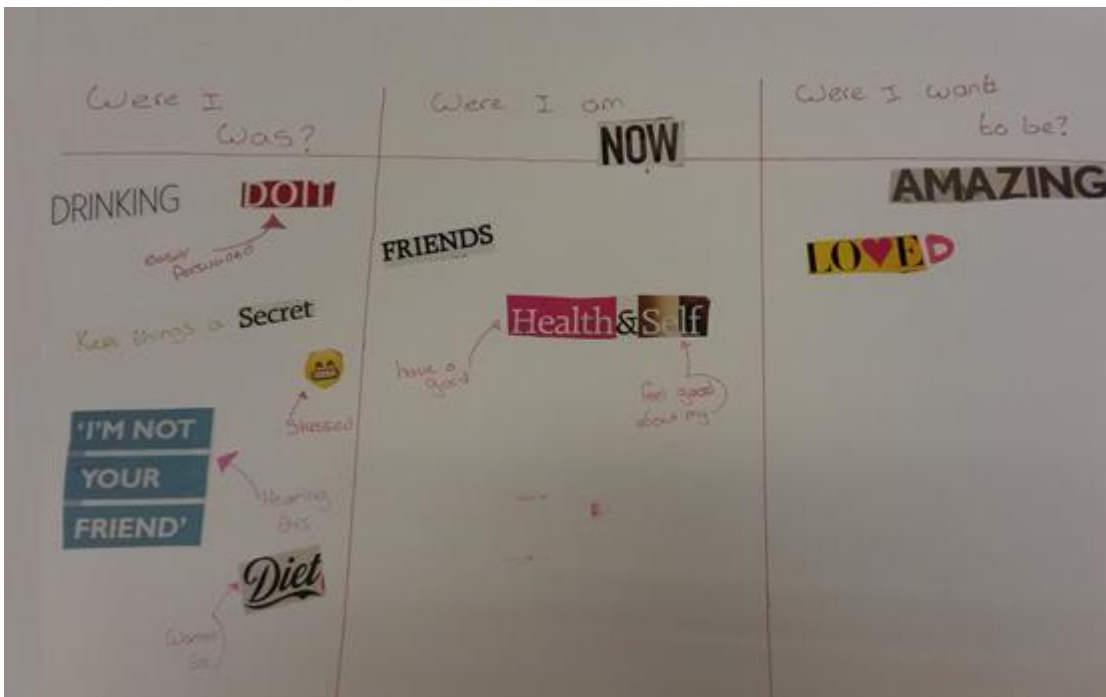 Were I
Was?
DRINKING
DO IT
easily
Persuaded
Keep things a Secret
Stressed
'I'M NOT
YOUR
FRIEND'
Hearing
this
Diet
Were I am
NOW
FRIENDS
Health & Self
have a
good
feel good
about my
Were I want
to be?
AMAZING
LOVED